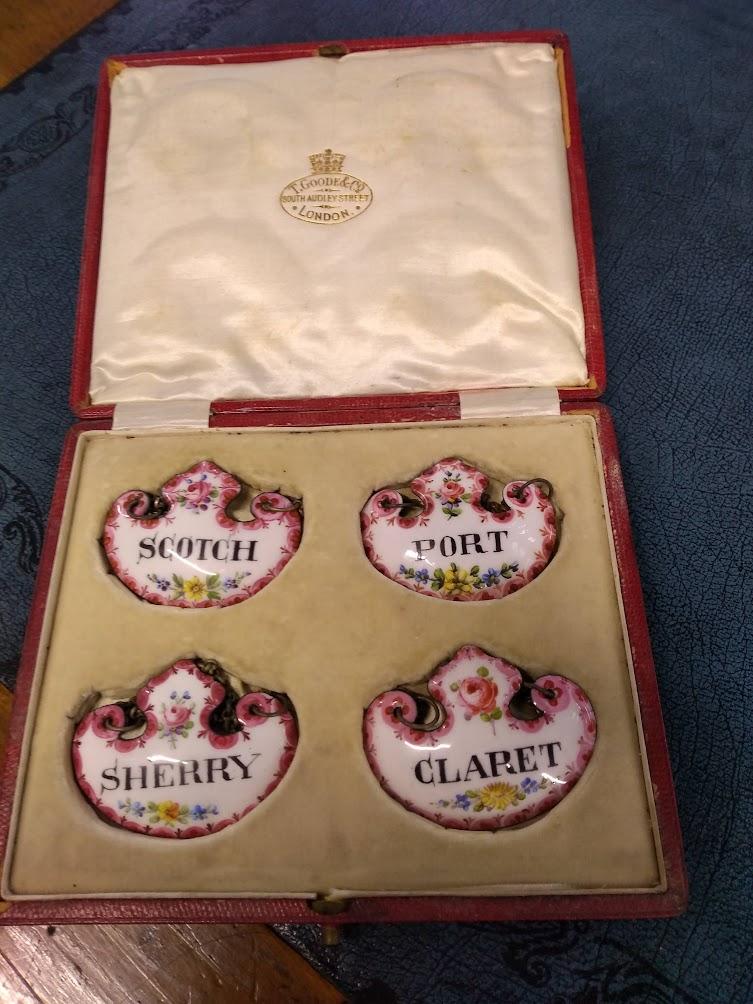 T. GOODE & Co
SOUTH AUDLEY STREET
LONDON.
SCOTCH
PORT
SHERRY
CLARET